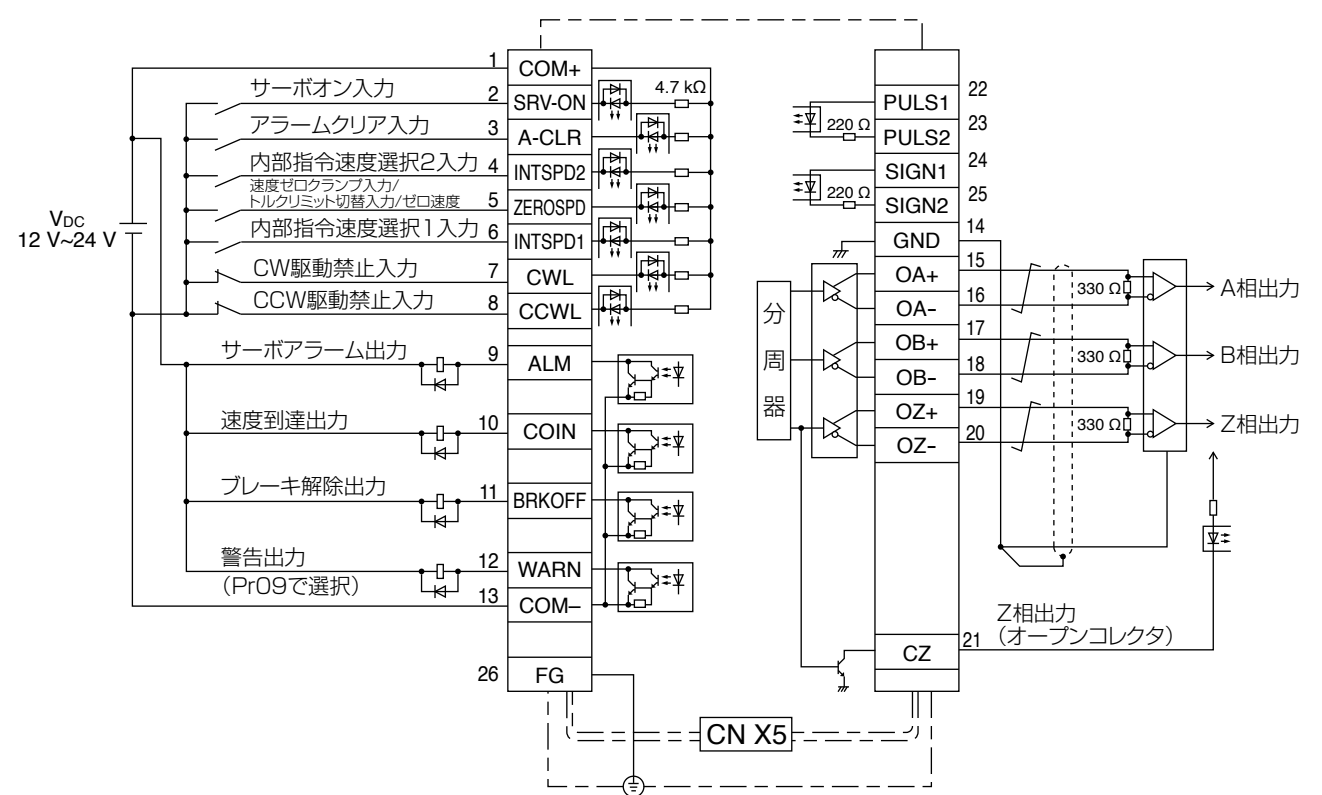 1
COM+
サーボオン入力
2
SRV-ON
4.7 kΩ
アラームクリア入力
3
A-CLR
内部指令速度選択2入力
4
INTSPD2
速度ゼロクランプ入力/
トルクリミット切替入力/ゼロ速度
5
ZEROSPD
内部指令速度選択1入力
6
INTSPD1
CW駆動禁止入力
7
CWL
CCW駆動禁止入力
8
CCWL
VDC
12 V~24 V
サーボアラーム出力
9
ALM
速度到達出力
10
COIN
ブレーキ解除出力
11
BRKOFF
警告出力
(Pr09で選択)
12
WARN
13
COM–
26
FG
CN X5
PULS1
22
220 Ω
PULS2
23
SIGN1
24
220 Ω
SIGN2
25
GND
14
OA+
15
OA-
16
330 Ω
A相出力
OB+
17
OB-
18
330 Ω
B相出力
OZ+
19
OZ-
20
330 Ω
Z相出力
分周器
CZ
21
Z相出力
(オープンコレクタ)